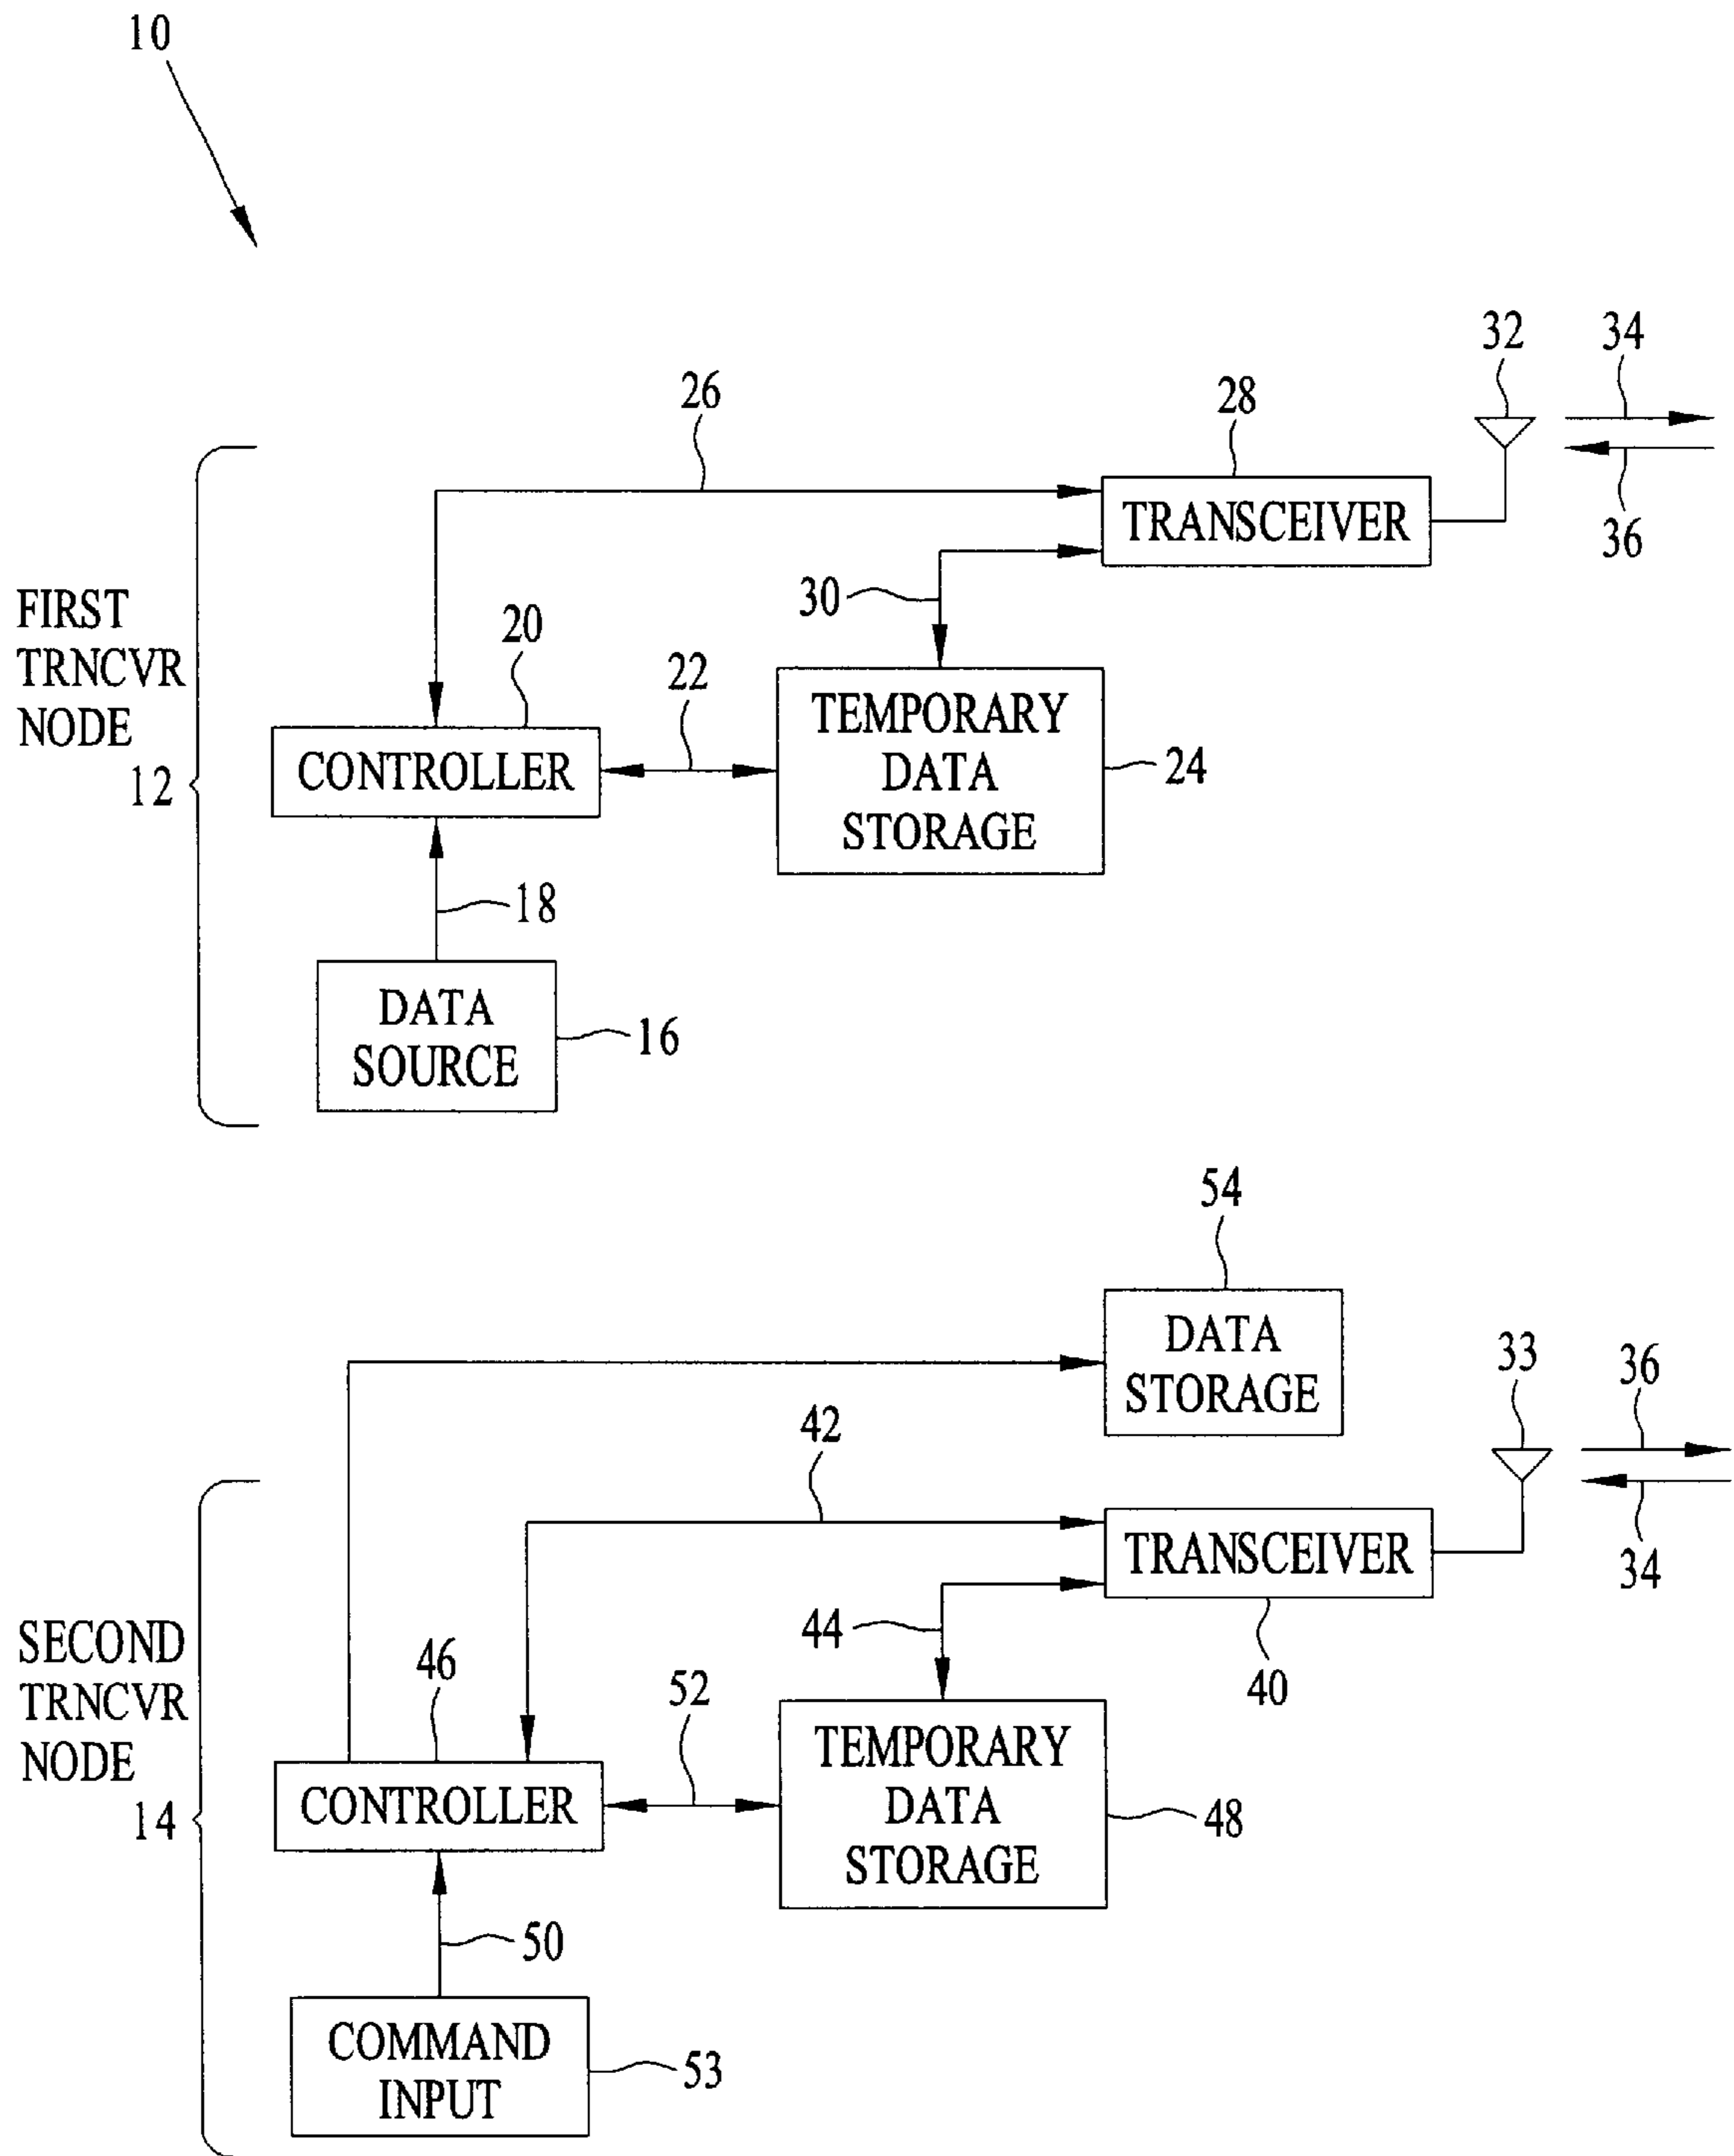 10
32
34
26
28
TRANSCEIVER
36
30
FIRST
TRNCVR
NODE
12
20
22
CONTROLLER
TEMPORARY
DATA
STORAGE
24
18
DATA
SOURCE
16
54
DATA
STORAGE
33
36
42
TRANSCEIVER
34
44
40
SECOND
TRNCVR
NODE
14
46
52
CONTROLLER
TEMPORARY
DATA
STORAGE
48
50
COMMAND
INPUT
53